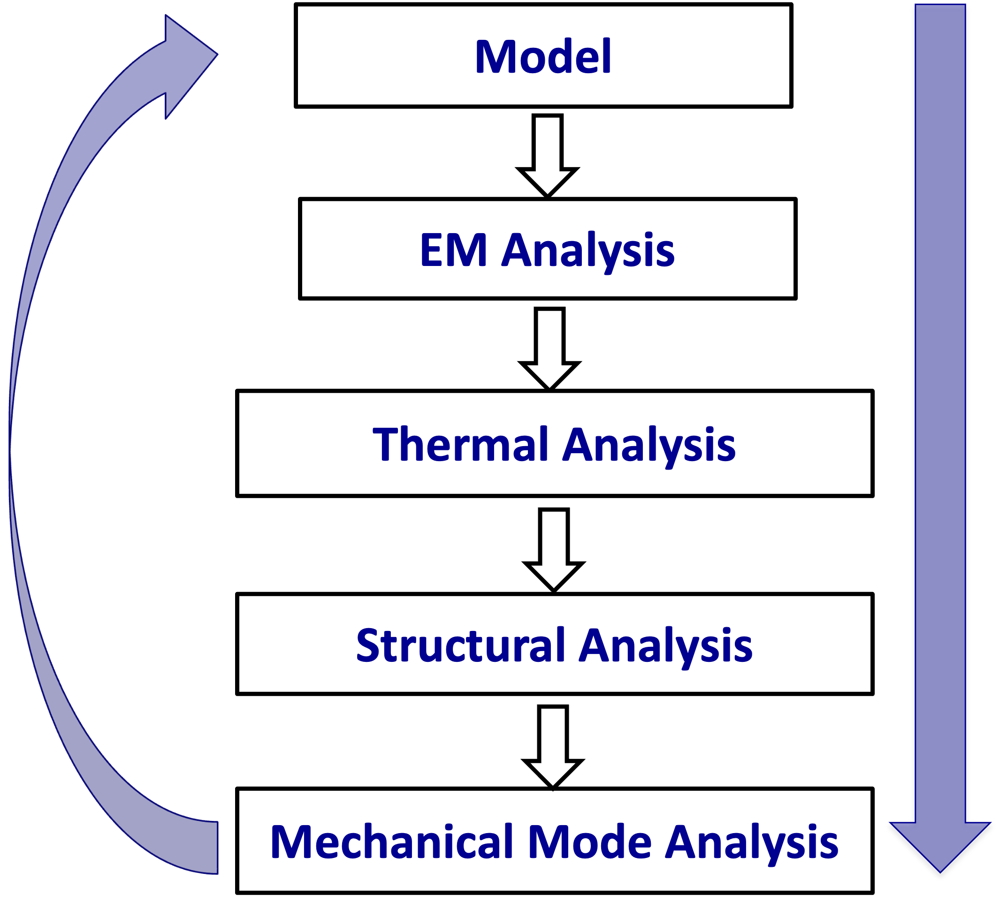 Model
EM Analysis
Thermal Analysis
Structural Analysis
Mechanical Mode Analysis